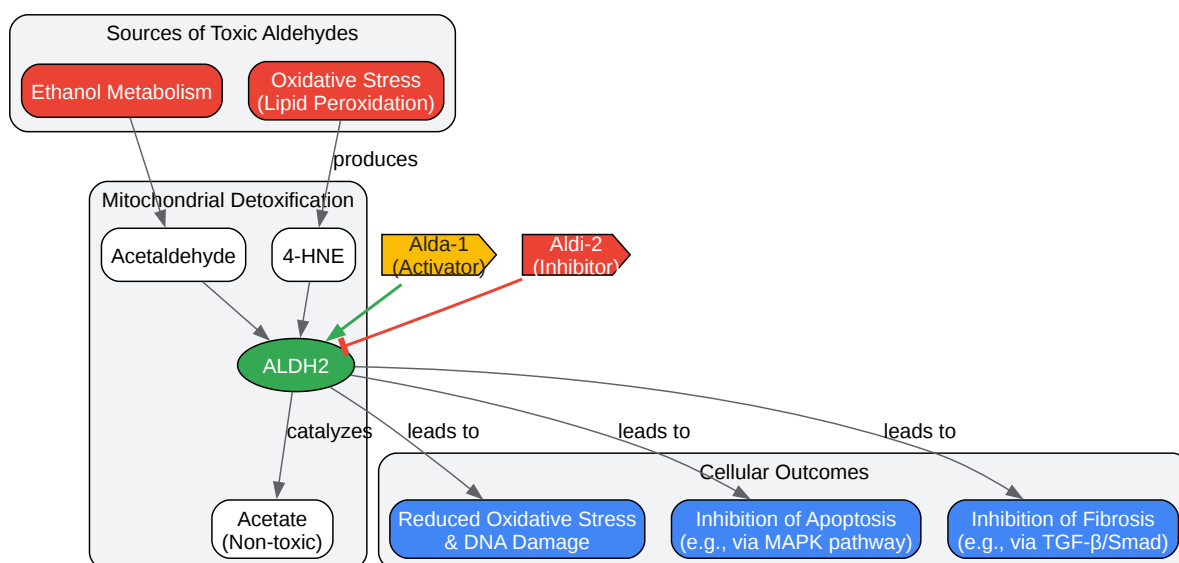 Sources of Toxic Aldehydes
Ethanol Metabolism
Oxidative Stress
(Lipid Peroxidation)
produces
Mitochondrial Detoxification
Acetaldehyde
4-HNE
Alda-1
(Activator)
Aldi-2
(Inhibitor)
ALDH2
catalyzes
leads to
leads to
leads to
Cellular Outcomes
Acetate
(Non-toxic)
Reduced Oxidative Stress
& DNA Damage
Inhibition of Apoptosis
(e.g., via MAPK pathway)
Inhibition of Fibrosis
(e.g., via TGF-β/Smad)